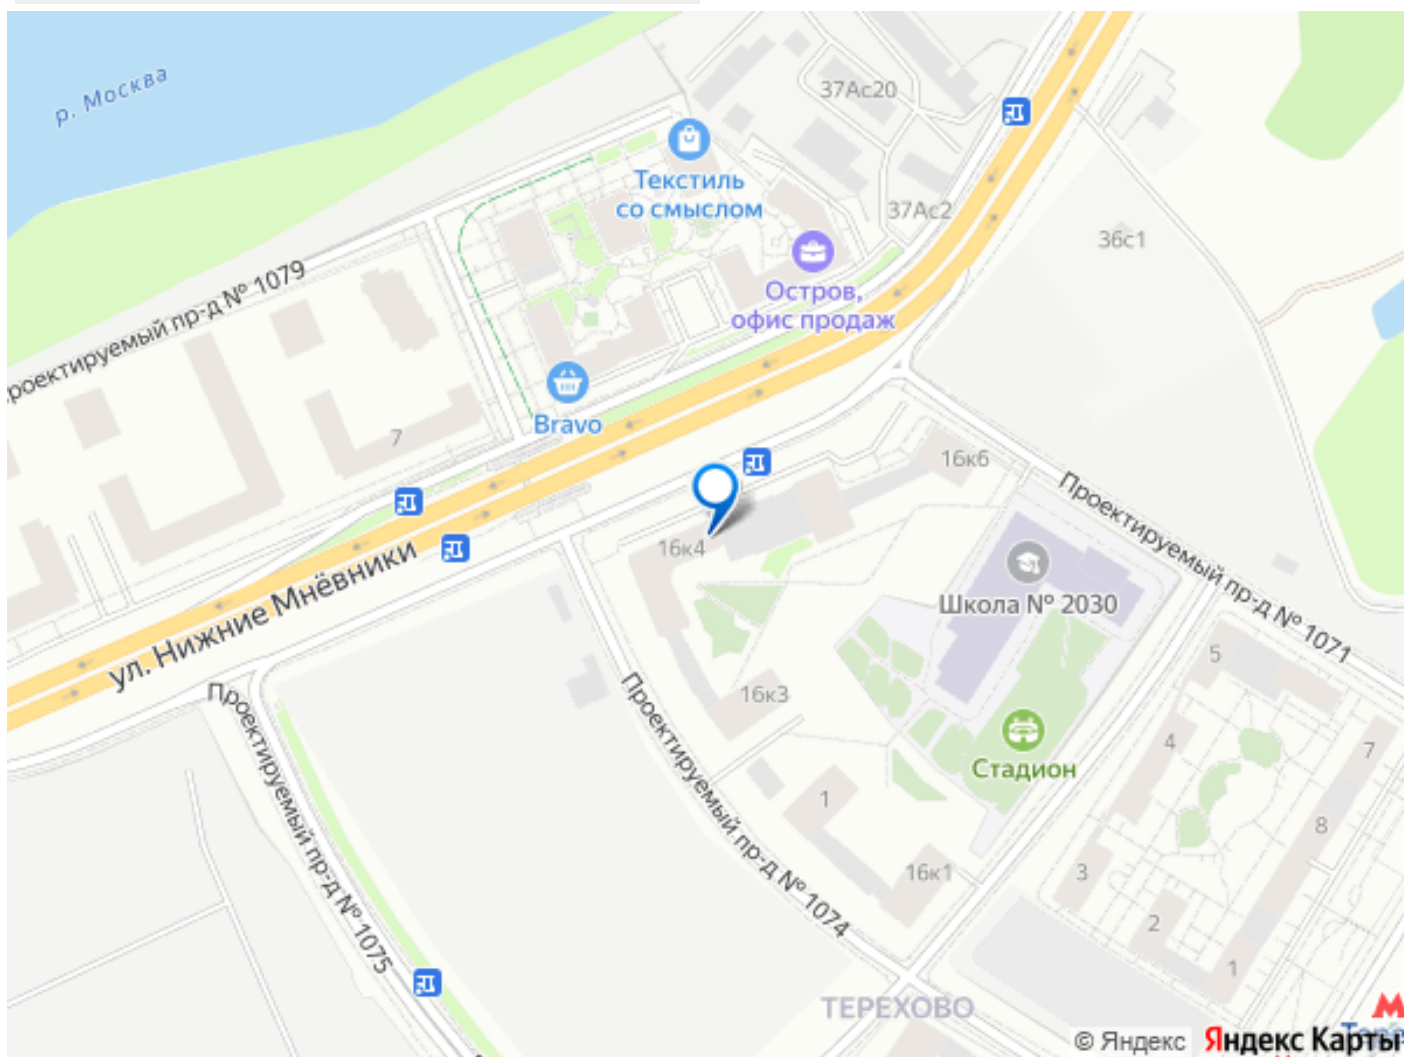 р. Москва
37Ас20
Текстиль
со смыслом
37Ас2
36с1
Проектируемый пр-д № 1079
Остров,
офис продаж
Bravo
7
16к6
16к4
Проектируемый пр-д № 1071
ул. Нижние Мнёвники
Школа № 2030
5
16к3
Проектируемый пр-д № 1074
Проектируемый пр-д № 1075
Стадион
4
7
1
8
16к1
3
2
1
ТЕРЕХОВО
© Яндекс Яндекс Карты